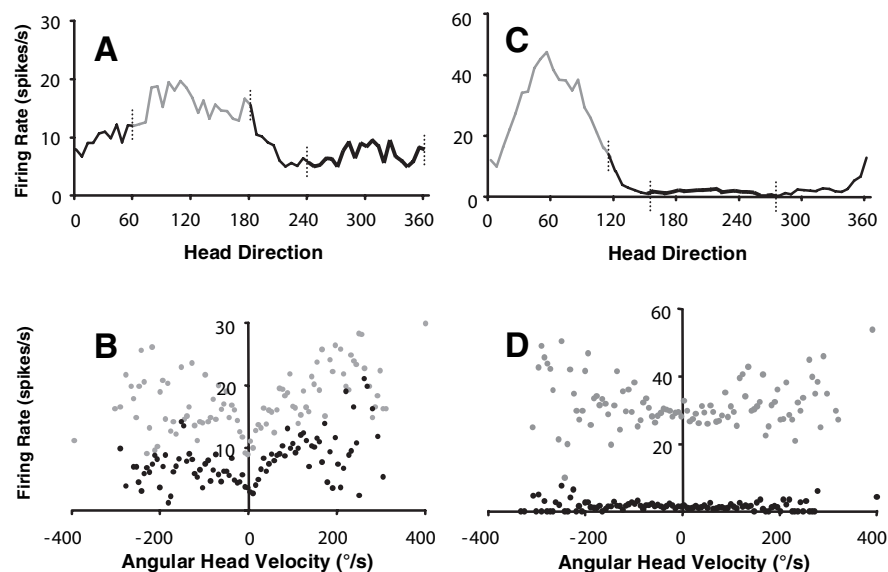 A
Firing Rate (spikes/s)
30
20
10
0
0 60 120 180 240 300 360
Head Direction
C
60
40
20
0
0 60 120 180 240 300 360
Head Direction
B
Firing Rate (spikes/s)
30
20
10
-400 -200 0 200 400
Angular Head Velocity (°/s)
D
60
40
20
-400 -200 0 200 400
Angular Head Velocity (°/s)